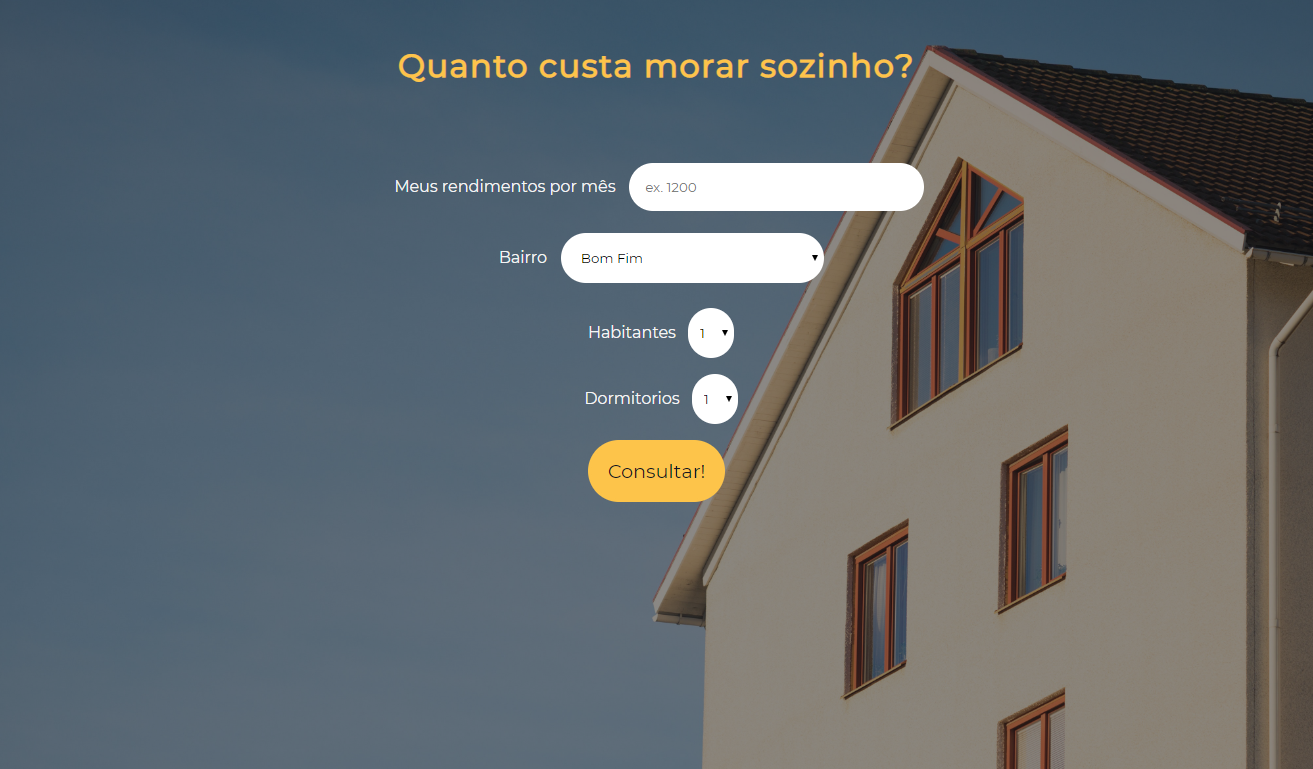 Quanto custa morar sozinho?
Meus rendimentos por mês ex. 1200
Bairro Bom Fim
Habitantes 1
Dormitorios 1
Consultar!